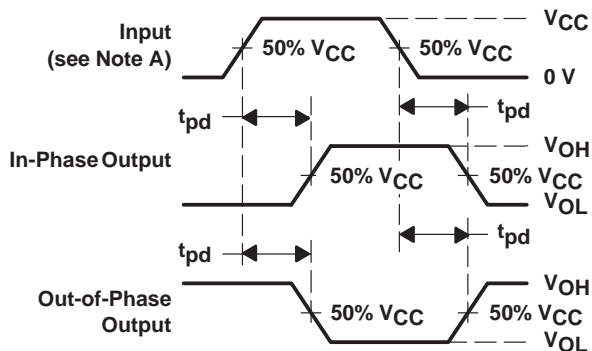 Input
(see Note A)
50% VCC
50% VCC
VCC
0 V
tpd
tpd
In-Phase Output
50% VCC
VOH
50% VCC
VOL
tpd
tpd
Out-of-Phase
Output
50% VCC
VOH
50% VCC
VOL